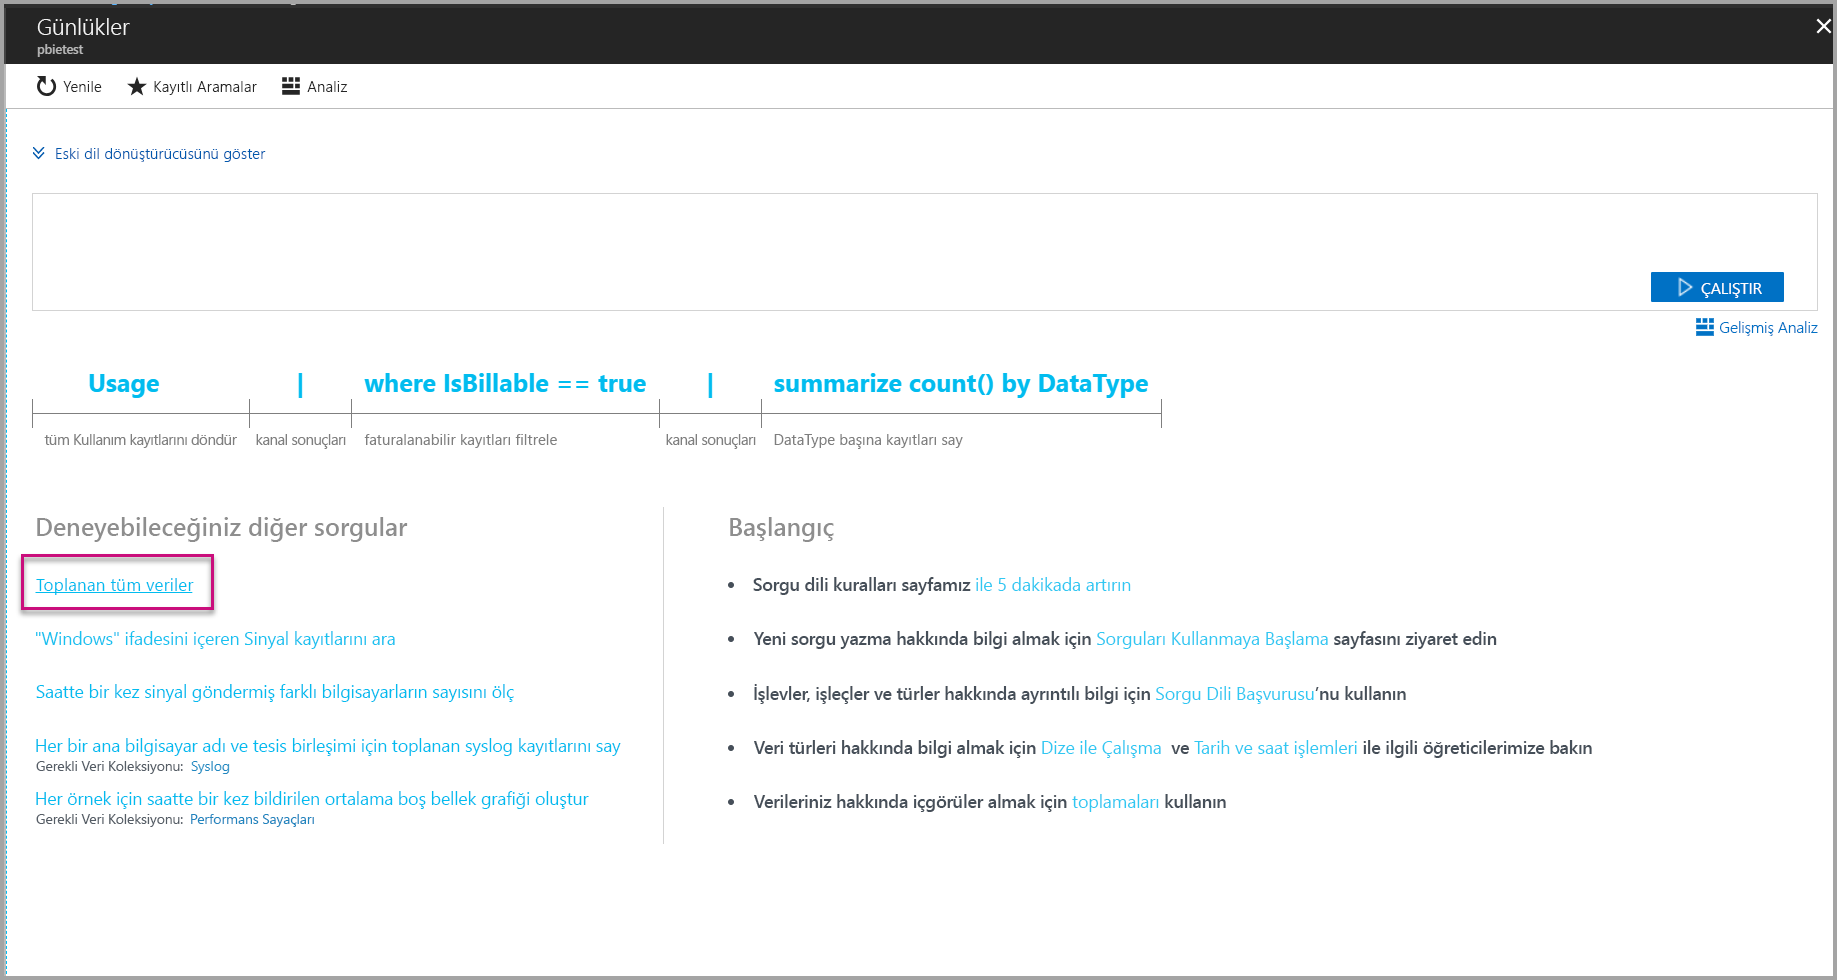 Günlükler
pbietest
Yenile Kayıtlı Aramalar Analiz
Eski dil dönüştürücüsünü göster
ÇALIŞTIR
Gelişmiş Analiz
Usage | where IsBillable == true | summarize count() by DataType
tüm Kullanım kayıtlarını döndür kanal sonuçları faturalanabilir kayıtları filtrele kanal sonuçları DataType başına kayıtları say
Deneyebileceğiniz diğer sorgular
Toplanan tüm veriler
"Windows" ifadesini içeren Sinyal kayıtlarını ara
Saatte bir kez sinyal göndermiş farklı bilgisayarların sayısını ölç
Her bir ana bilgisayar adı ve tesis birleşimi için toplanan syslog kayıtlarını say
Gerekli Veri Koleksiyonu: Syslog
Her örnek için saatte bir kez bildirilen ortalama boş bellek grafiği oluştur
Gerekli Veri Koleksiyonu: Performans Sayaçları
Başlangıç
• Sorgu dili kuralları sayfamız ile 5 dakikada artırın
• Yeni sorgu yazma hakkında bilgi almak için Sorguları Kullanmaya Başlama sayfasını ziyaret edin
• İşlevler, işleçler ve türler hakkında ayrıntılı bilgi için Sorgu Dili Başvurusu’nu kullanın
• Veri türleri hakkında bilgi almak için Dize ile Çalışma ve Tarih ve saat işlemleri ile ilgili öğreticilerimize bakın
• Verileriniz hakkında içgörüler almak için toplamaları kullanın